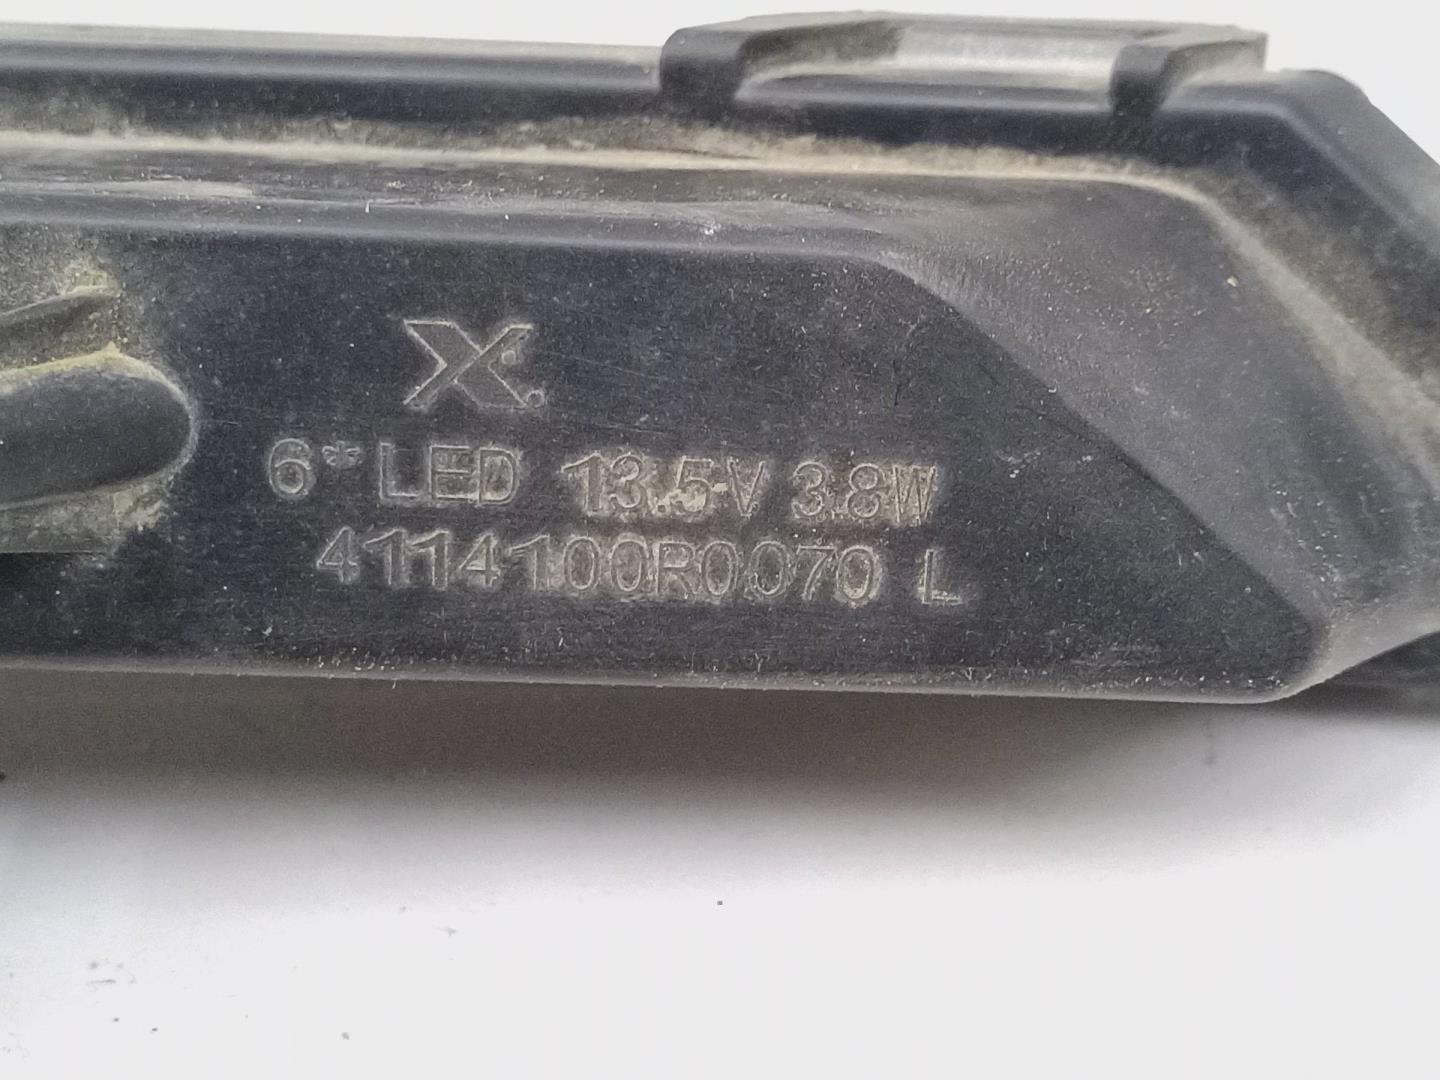 X
6* LED 13.5V 3.8W
4114100R0070 L